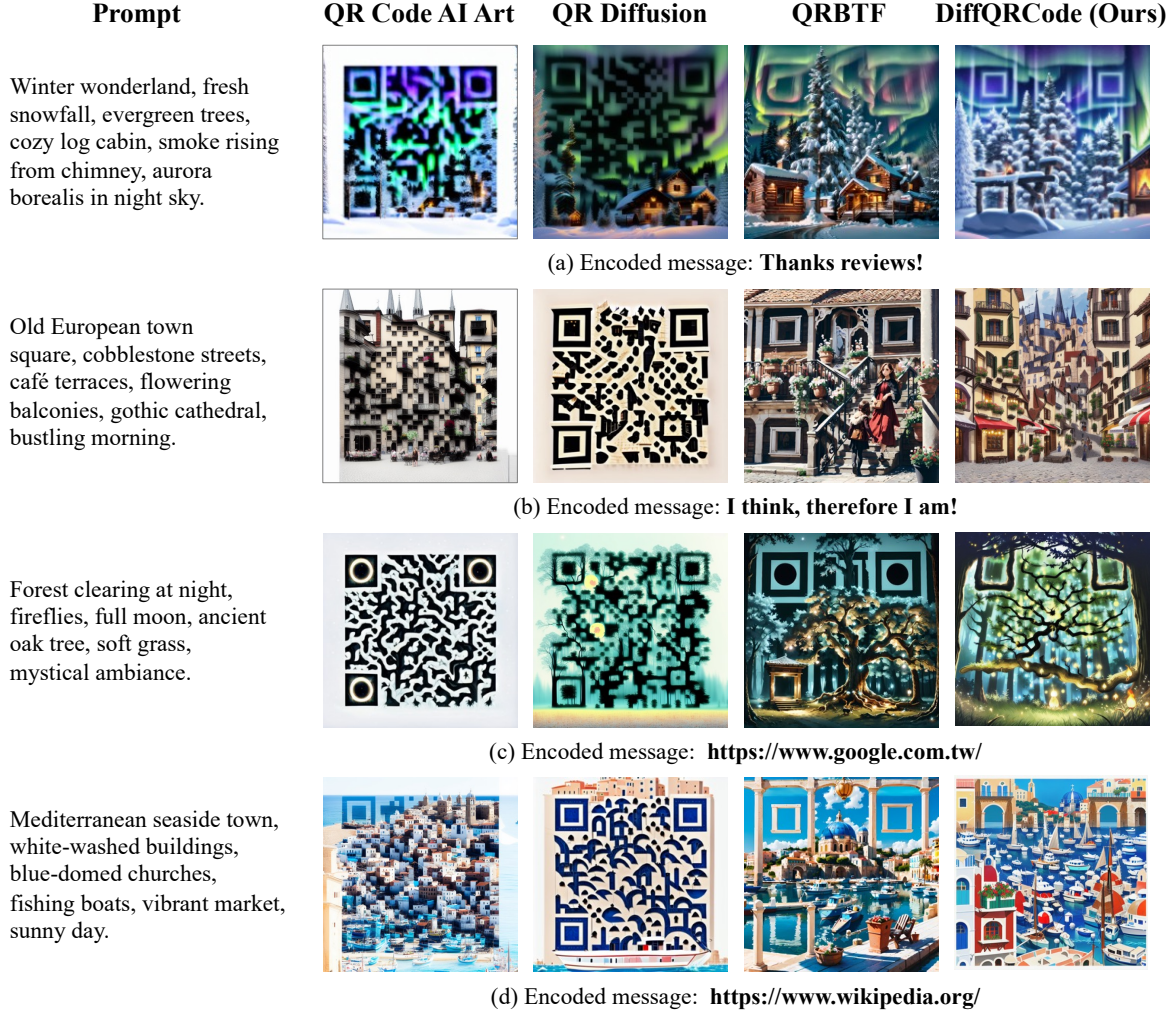 Prompt QR Code AI Art QR Diffusion QRBTF DiffQRCode (Ours)
Winter wonderland, fresh
snowfall, evergreen trees,
cozy log cabin, smoke rising
from chimney, aurora
borealis in night sky.
(a) Encoded message: Thanks reviews!
Old European town
square, cobblestone streets,
café terraces, flowering
balconies, gothic cathedral,
bustling morning.
(b) Encoded message: I think, therefore I am!
Forest clearing at night,
fireflies, full moon, ancient
oak tree, soft grass,
mystical ambiance.
(c) Encoded message: https://www.google.com.tw/
Mediterranean seaside town,
white-washed buildings,
blue-domed churches,
fishing boats, vibrant market,
sunny day.
(d) Encoded message: https://www.wikipedia.org/